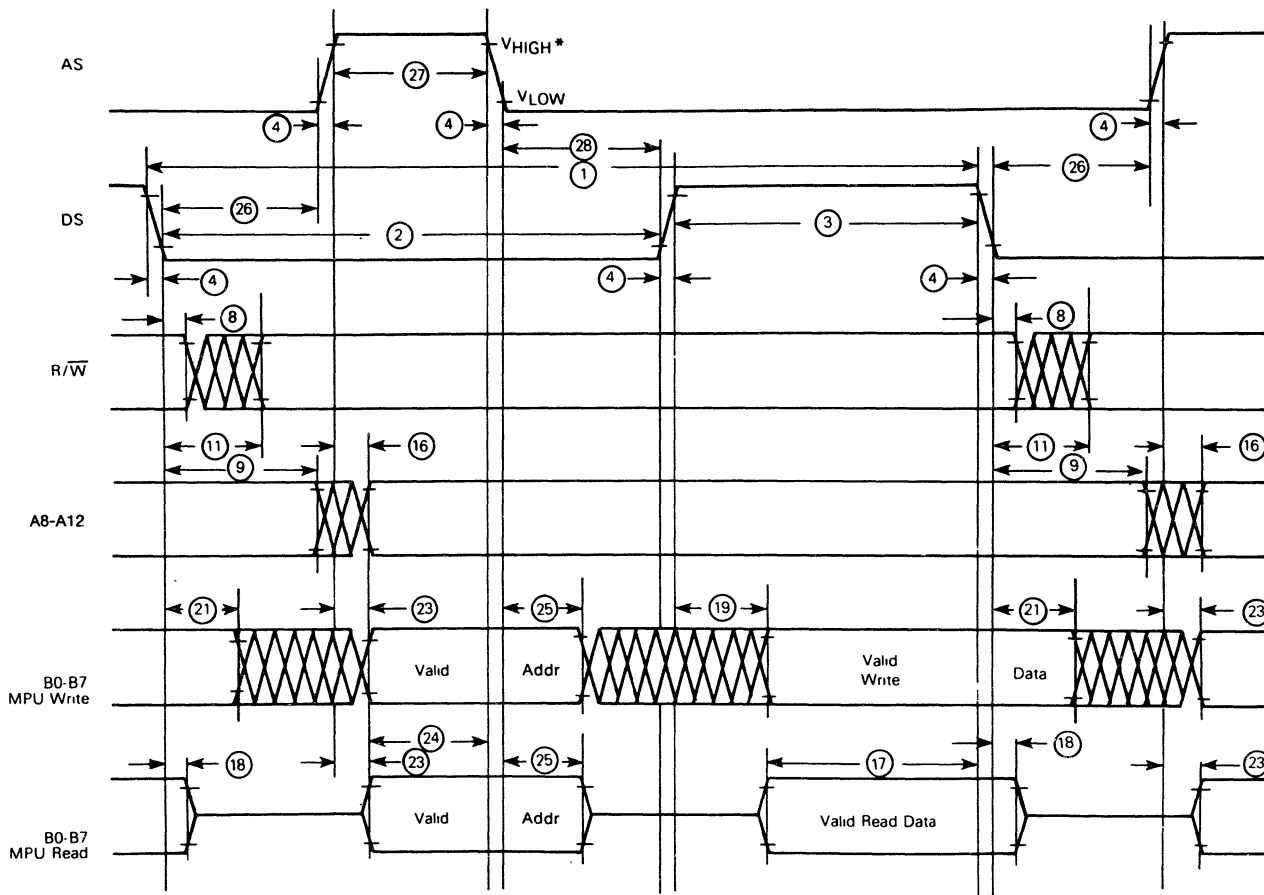 AS
VHIGH*
27
VLOW
4
4
4
28
1
26
26
DS
2
3
4
4
4
8
8
R/W̅
11
16
11
16
9
9
A8-A12
21
23
25
19
21
23
B0-B7
MPU Write
Valid
Addr
Valid
Write
Data
24
18
23
25
17
18
23
B0-B7
MPU Read
Valid
Addr
Valid Read Data